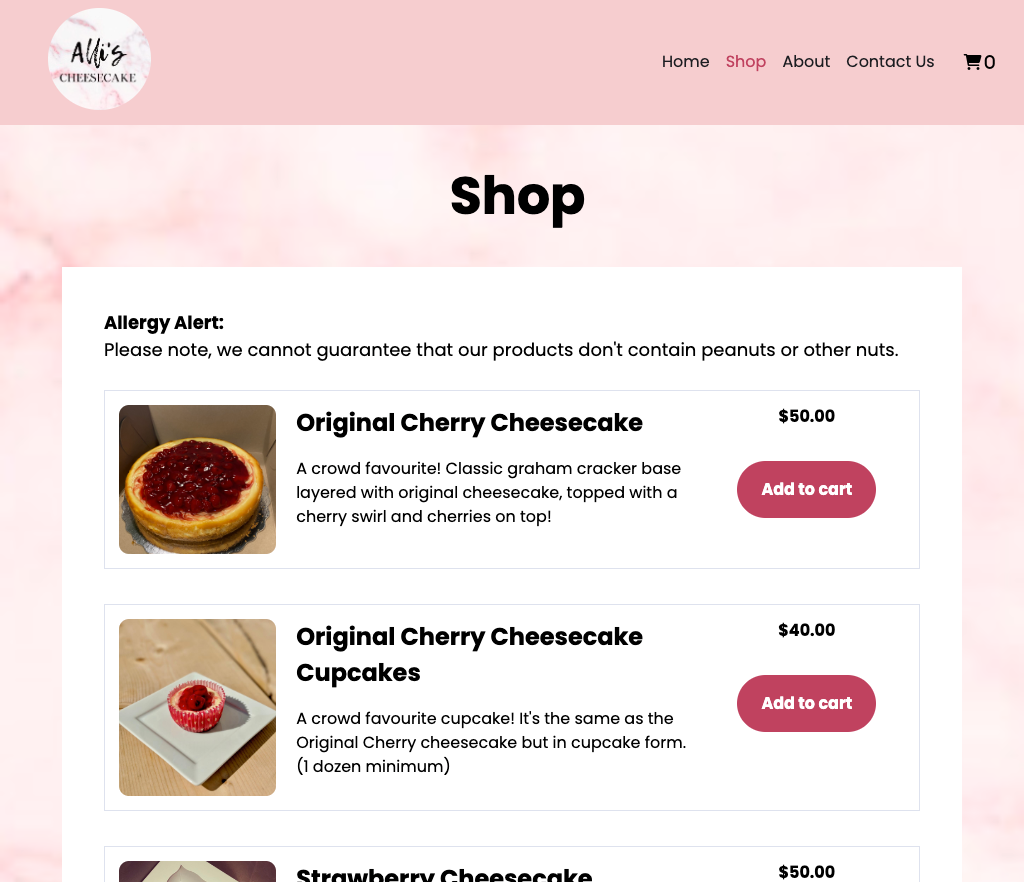 Alli's
CHEESECAKE
Home Shop About Contact Us 0
Shop
Allergy Alert:
Please note, we cannot guarantee that our products don't contain peanuts or other nuts.
Original Cherry Cheesecake
$50.00
A crowd favourite! Classic graham cracker base
layered with original cheesecake, topped with a
cherry swirl and cherries on top!
Add to cart
Original Cherry Cheesecake
Cupcakes
$40.00
A crowd favourite cupcake! It's the same as the
Original Cherry cheesecake but in cupcake form.
(1 dozen minimum)
Add to cart
Strawberry Cheesecake
$50.00